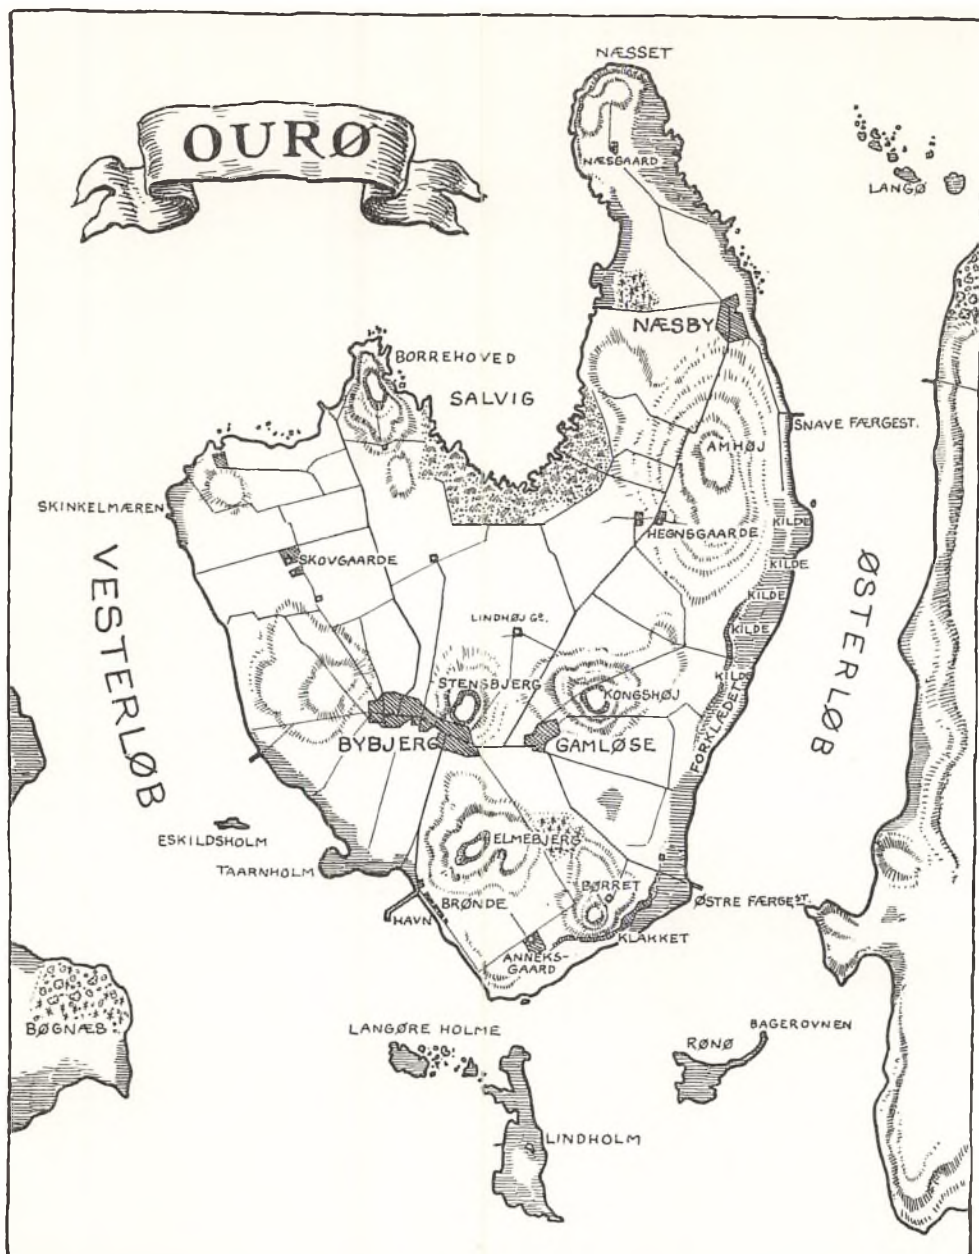 NÆSSET
OURØ
NÆSGAARD
LANGØ
NÆSBY
BORREHOVED
SALVIG
SNAVE FÆRGEST.
AMHØJ
SKINKELMÆREN
KILDE
HEGNSGAARDE
SKOVGAARDE
KILDE
KILDE
VESTERLØB
ØSTERLØB
LINDHØJ GD.
KILDE
KILDE
STENSBJERG
KONGSHØJ
FORKLÆDET
BYBJERG
GAMLØSE
ESKILDSHOLM
ELMEBJERG
TAARNHOLM
BØRRET
BRØNDE
ØSTRE FÆRGEST.
HAVN
KLAKKET
ANNEKS-
GAARD
BØGNÆB
LANGØRE HOLME
BAGEROVNEN
RØNØ
LINDHOLM